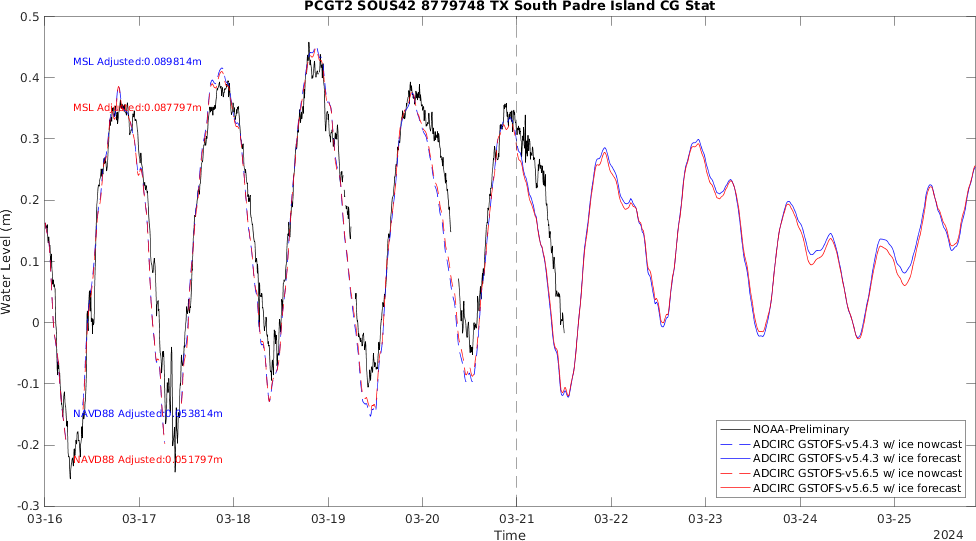 PCGT2 SOUS42 8779748 TX South Padre Island CG Stat
0.5
0.4
0.3
0.2
0.1
0
-0.1
-0.2
-0.3
Water Level (m)
MSL Adjusted:0.089814m
MSL Adjusted:0.087797m
NAVD88 Adjusted:0.053814m
NAVD88 Adjusted:0.051797m
NOAA-Preliminary
ADCIRC GSTOFS-v5.4.3 w/ ice nowcast
ADCIRC GSTOFS-v5.4.3 w/ ice forecast
ADCIRC GSTOFS-v5.6.5 w/ ice nowcast
ADCIRC GSTOFS-v5.6.5 w/ ice forecast
03-16 03-17 03-18 03-19 03-20 03-21 03-22 03-23 03-24 03-25
Time
2024